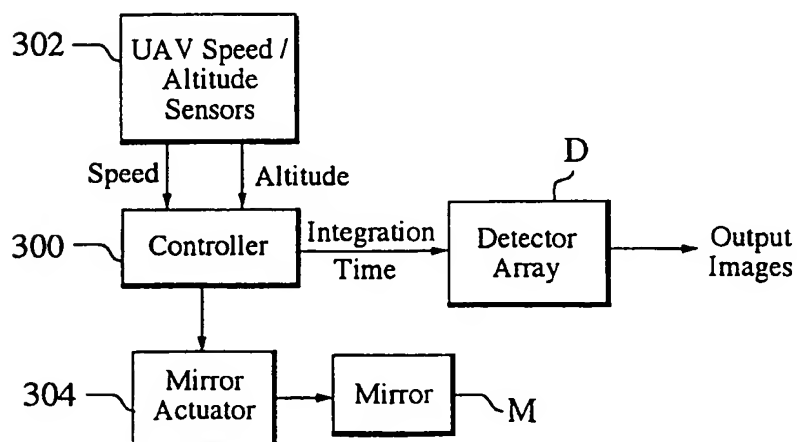 302
UAV Speed /
Altitude
Sensors
Speed
Altitude
D
300
Controller
Integration
Time
Detector
Array
Output
Images
304
Mirror
Actuator
Mirror
M